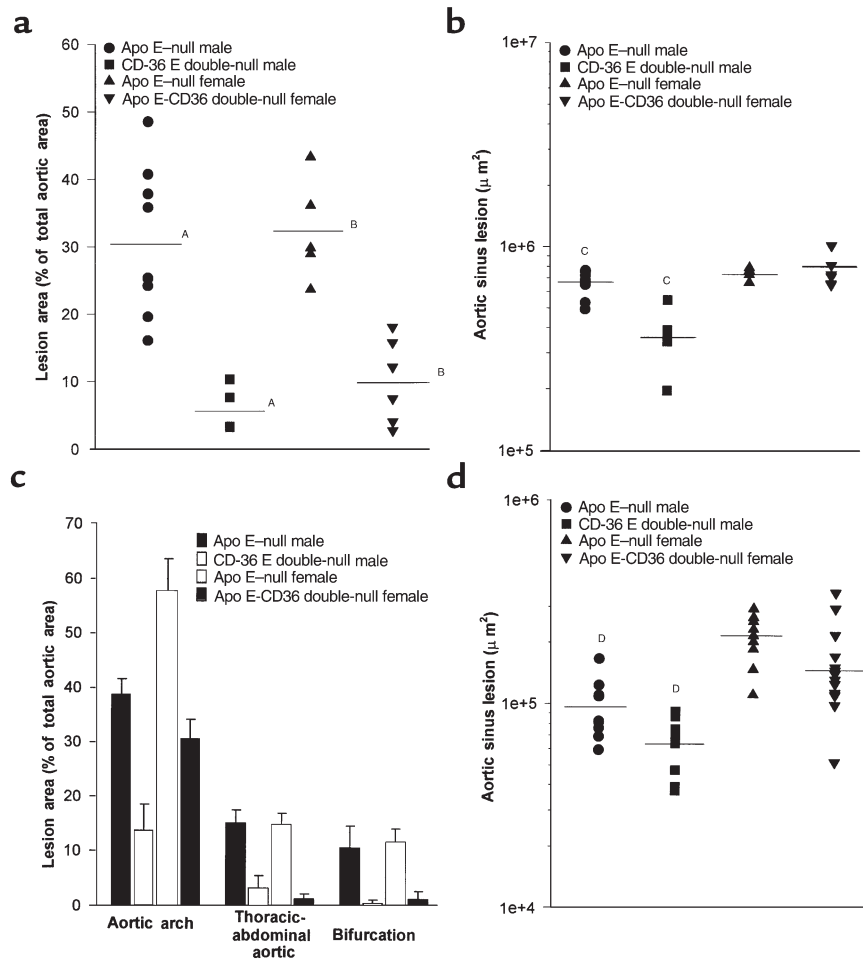 a
Lesion area (% of total aortic area)
60
50
40
30
20
10
0
Apo E–null male
CD-36 E double-null male
Apo E–null female
Apo E-CD36 double-null female
A
A
B
B
b
Aortic sinus lesion (μ m²)
1e+7
1e+6
1e+5
Apo E–null male
CD-36 E double-null male
Apo E–null female
Apo E-CD36 double-null female
C
C
c
Lesion area (% of total aortic area)
70
60
50
40
30
20
10
0
Apo E–null male
CD-36 E double-null male
Apo E–null female
Apo E-CD36 double-null female
Aortic arch
Thoracic-
abdominal
aortic
Bifurcation
d
Aortic sinus lesion (μ m²)
1e+6
1e+5
1e+4
Apo E–null male
CD-36 E double-null male
Apo E–null female
Apo E-CD36 double-null female
D
D